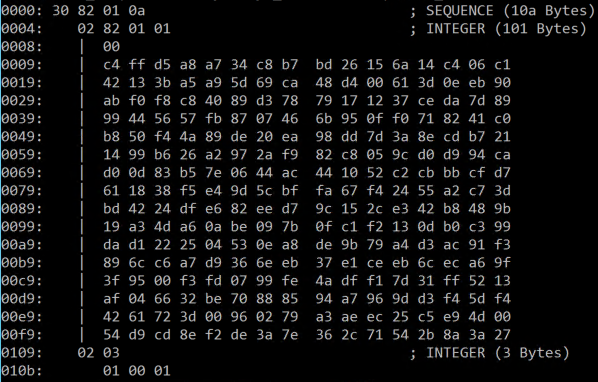 0000: 30 82 01 0a ; SEQUENCE (10a Bytes)
0004: 02 82 01 01 ; INTEGER (101 Bytes)
0008: | 00
0009: | c4 ff d5 a8 a7 34 c8 b7 bd 26 15 6a 14 c4 06 c1
0019: | 42 13 3b a5 a9 5d 69 ca 48 d4 00 61 3d 0e eb 90
0029: | ab f0 f8 c8 40 89 d3 78 79 17 12 37 ce da 7d 89
0039: | 99 44 56 57 fb 87 07 46 6b 95 0f f0 71 82 41 c0
0049: | b8 50 f4 4a 89 de 20 ea 98 dd 7d 3a 8e cd b7 21
0059: | 14 99 b6 26 a2 97 2a f9 82 c8 05 9c d0 d9 94 ca
0069: | d0 0d 83 b5 7e 06 44 ac 44 10 52 c2 cb bb cf d7
0079: | 61 18 38 f5 e4 9d 5c bf fa 67 f4 24 55 a2 c7 3d
0089: | bd 42 24 df e6 82 ee d7 9c 15 2c e3 42 b8 48 9b
0099: | 19 a3 4d a6 0a be 09 7b 0f c1 f2 13 0d b0 c3 99
00a9: | da d1 22 25 04 53 0e a8 de 9b 79 a4 d3 ac 91 f3
00b9: | 89 6c c6 a7 d9 36 6e eb 37 e1 ce eb 6c ec a6 9f
00c9: | 3f 95 00 f3 fd 07 99 fe 4a df f1 7d 31 ff 52 13
00d9: | af 04 66 32 be 70 88 85 94 a7 96 9d d3 f4 5d f4
00e9: | 42 61 72 3d 00 96 02 79 a3 ae ec 25 c5 e9 4d 00
00f9: | 54 d9 cd 8e f2 de 3a 7e 36 2c 71 54 2b 8a 3a 27
0109: 02 03 ; INTEGER (3 Bytes)
010b: 01 00 01